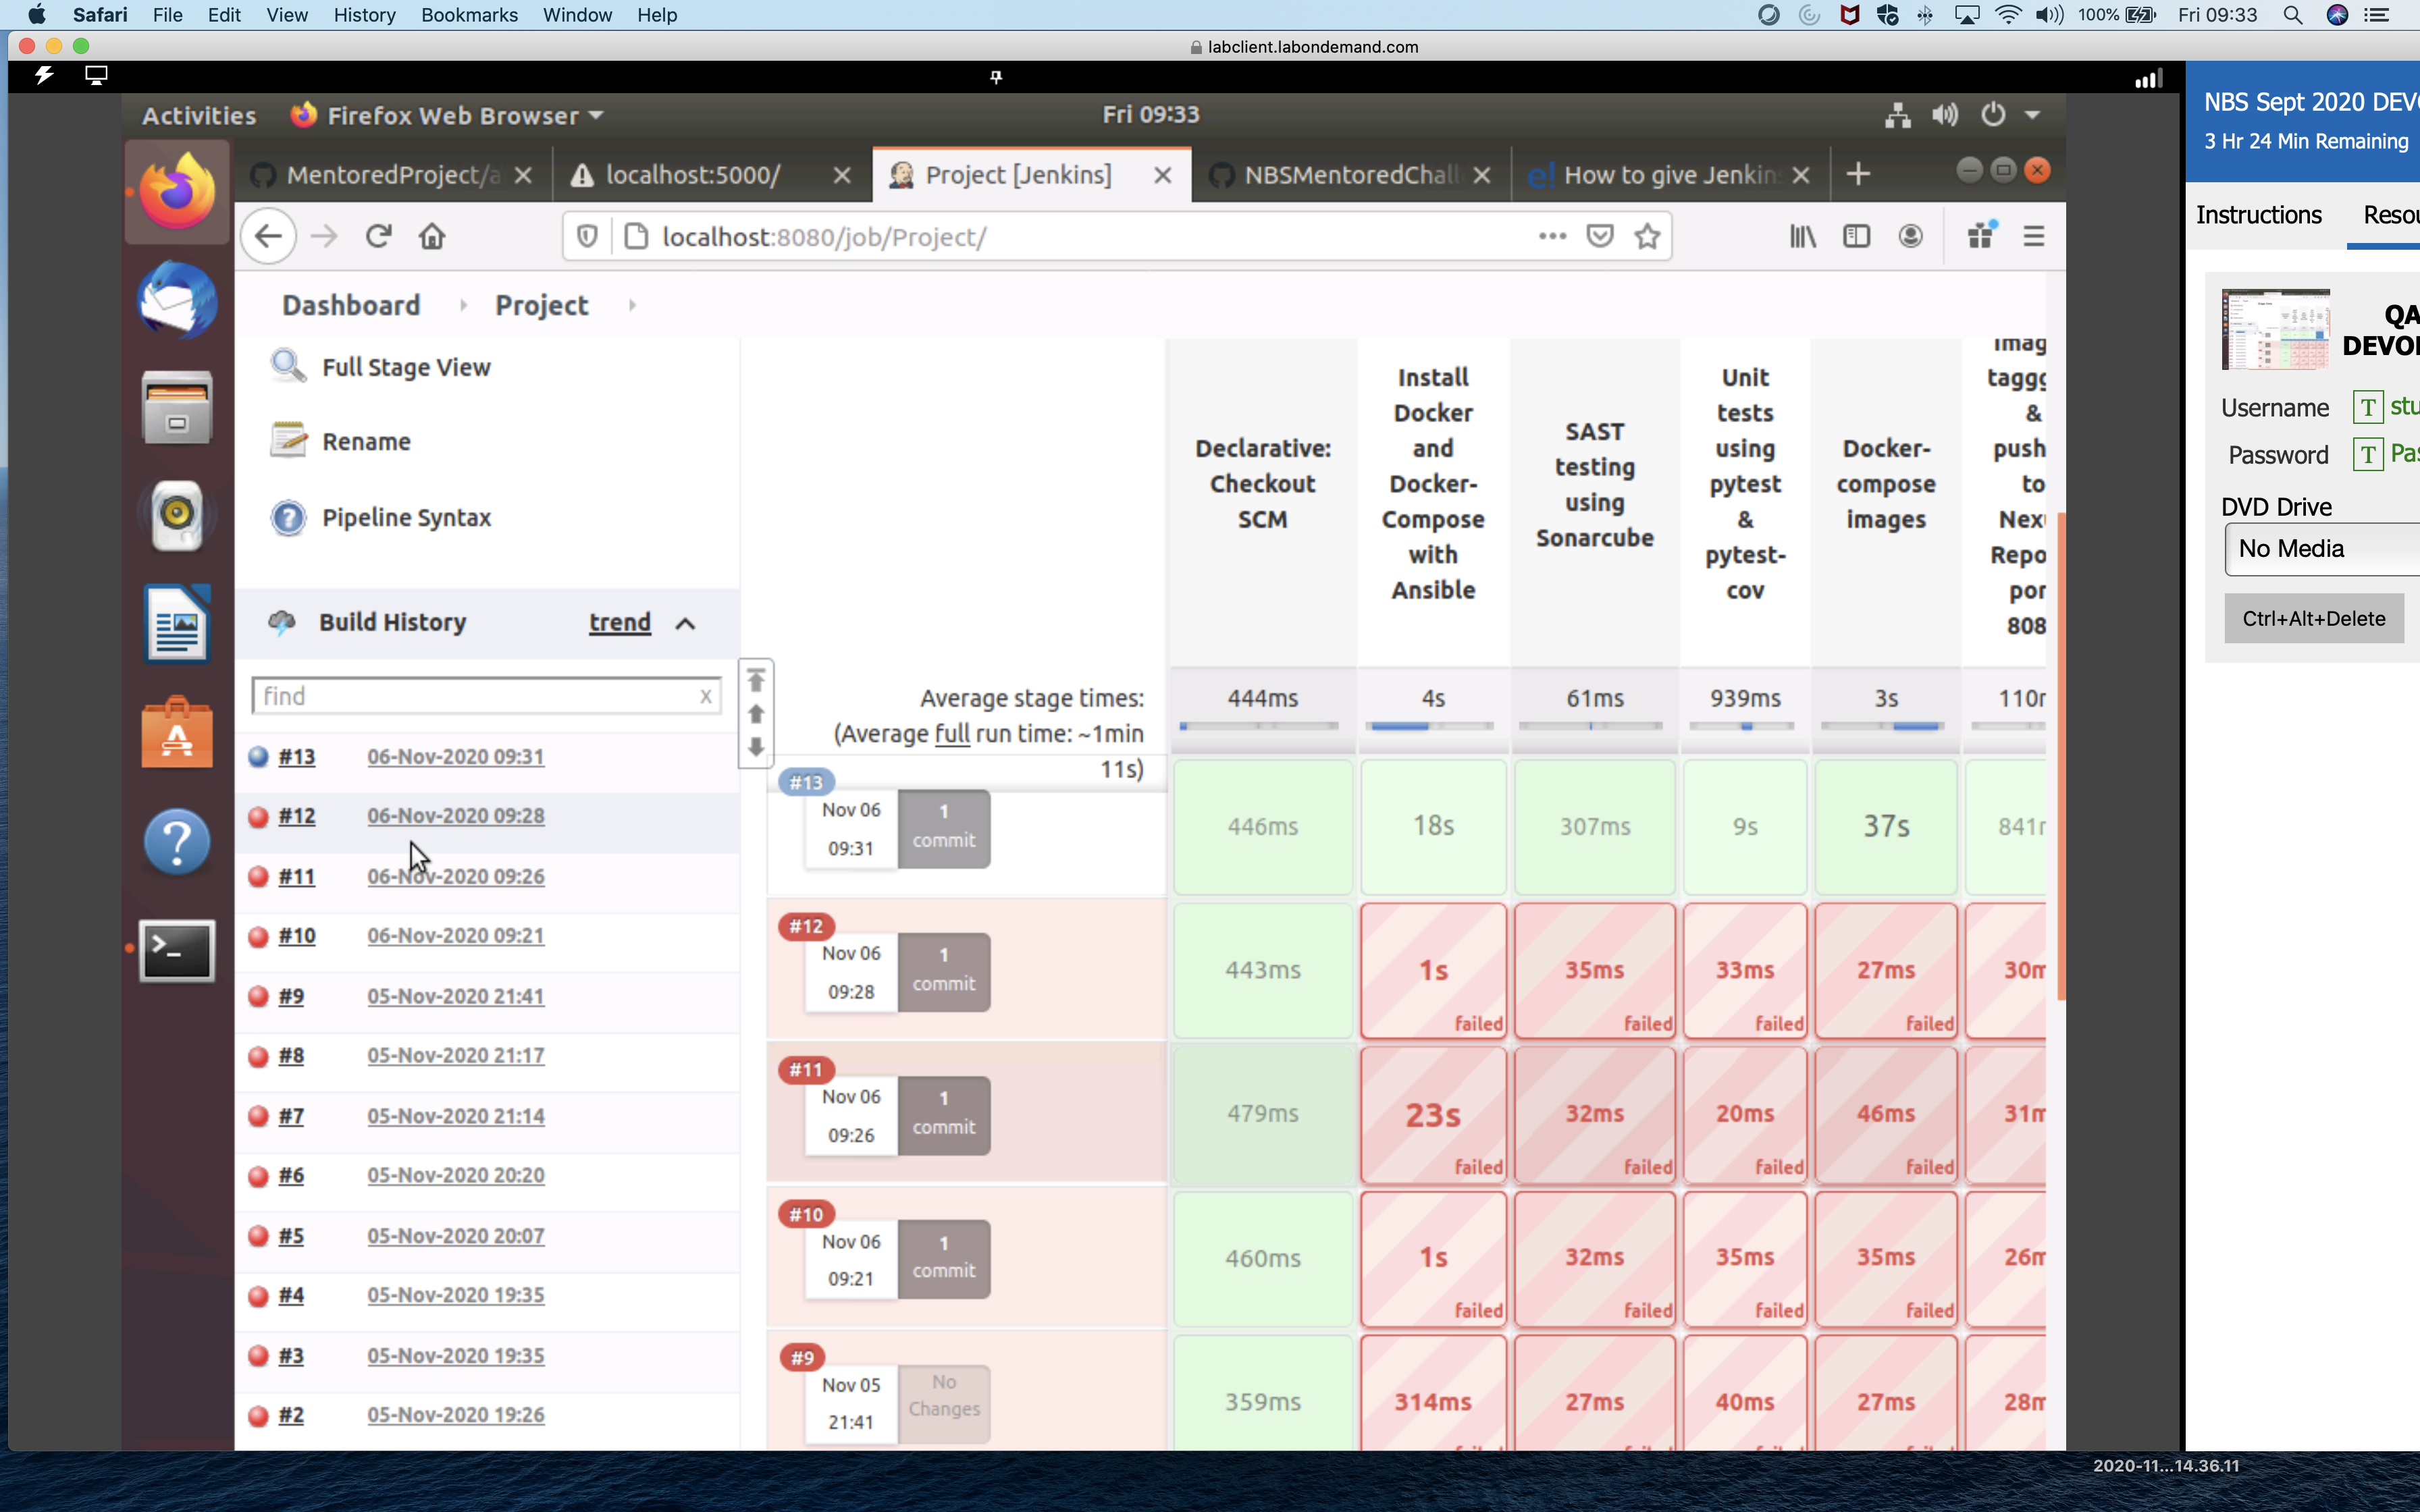 Safari File Edit View History Bookmarks Window Help
100% Fri 09:33
labclient.labondemand.com
Activities Firefox Web Browser Fri 09:33
MentoredProject/a localhost:5000/ Project [Jenkins] NBSMentoredChall How to give Jenkin
localhost:8080/job/Project/
Dashboard Project
Full Stage View
Rename
Pipeline Syntax
Build History trend
find x
#13 06-Nov-2020 09:31
#12 06-Nov-2020 09:28
#11 06-Nov-2020 09:26
#10 06-Nov-2020 09:21
#9 05-Nov-2020 21:41
#8 05-Nov-2020 21:17
#7 05-Nov-2020 21:14
#6 05-Nov-2020 20:20
#5 05-Nov-2020 20:07
#4 05-Nov-2020 19:35
#3 05-Nov-2020 19:35
#2 05-Nov-2020 19:26
Declarative:
Checkout
SCM
Install
Docker
and
Docker-
Compose
with
Ansible
SAST
testing
using
Sonarcube
Unit
tests
using
pytest
&
pytest-
cov
Docker-
compose
images
Imag
taggg
&
push
to
Nex
Repo
por
808
Average stage times:
(Average full run time: ~1min
11s)
444ms 4s 61ms 939ms 3s 110
#13
Nov 06
09:31
1
commit
446ms 18s 307ms 9s 37s 841
#12
Nov 06
09:28
1
commit
443ms 1s 35ms 33ms 27ms 30
failed failed failed failed
#11
Nov 06
09:26
1
commit
479ms 23s 32ms 20ms 46ms 31
failed failed failed failed
#10
Nov 06
09:21
1
commit
460ms 1s 32ms 35ms 35ms 26
failed failed failed failed
#9
Nov 05
21:41
No
Changes
359ms 314ms 27ms 40ms 27ms 28
NBS Sept 2020 DEV
3 Hr 24 Min Remaining
Instructions Resou
QA
DEVO
Username T stu
Password T Pas
DVD Drive
No Media
Ctrl+Alt+Delete
2020-11...14.36.11